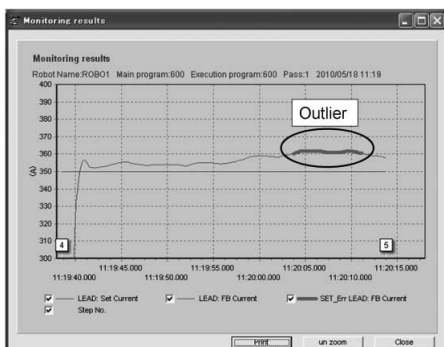 Monitoring results
Monitoring results
Robot Name:ROBO1 Main program:600 Execution program:600 Pass:1 2010/05/18 11:19
400
390
380
370
360
350
340
330
320
310
300
(A)
Outlier
4
5
11:19:45.000 11:19:55.000 11:20:05.000 11:20:15.000
11:19:40.000 11:19:50.000 11:20:00.000 11:20:10.000
LEAD: Set Current LEAD: FB Current SET_Err LEAD: FB Current
Step No.
Print un zoom Close